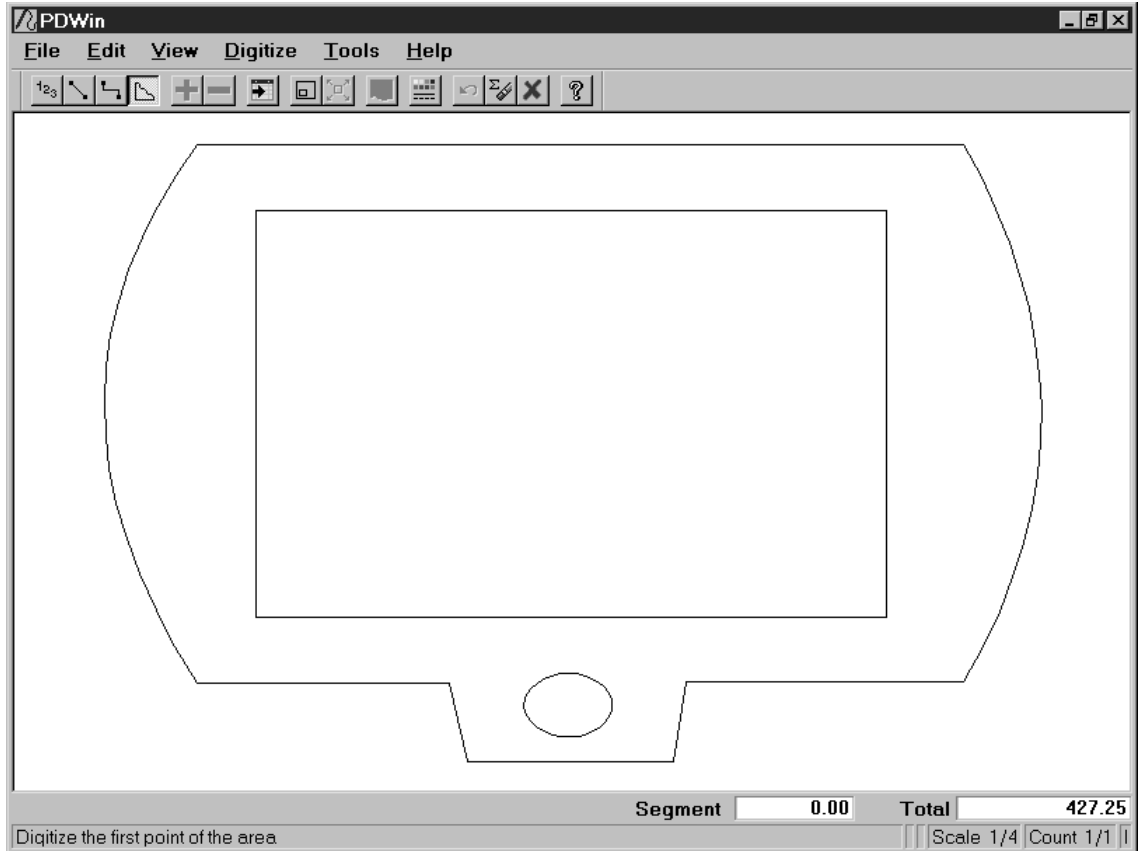 PDWin
File Edit View Digitize Tools Help
123 Σ ?
Segment 0.00 Total 427.25
Digitize the first point of the area Scale 1/4 Count 1/1 I